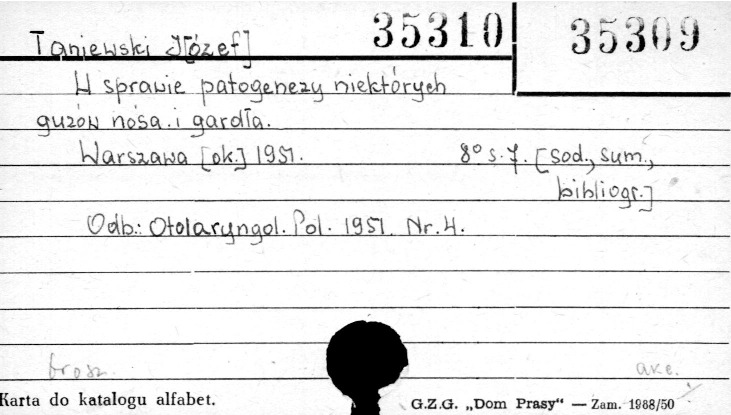 Taniewski J[ózef] 35310 35309
W sprawie patogenezy niektórych
guzów nosa i gardła.
Warszawa [ok.] 1951. 8° s. 7. [sod., sum.,
bibliogr.]
Odb.: Otolaryngol. Pol. 1951. Nr. 4.
brosz. akc.
Karta do katalogu alfabet. G.Z.G. „Dom Prasy" — Zam. 1988/50